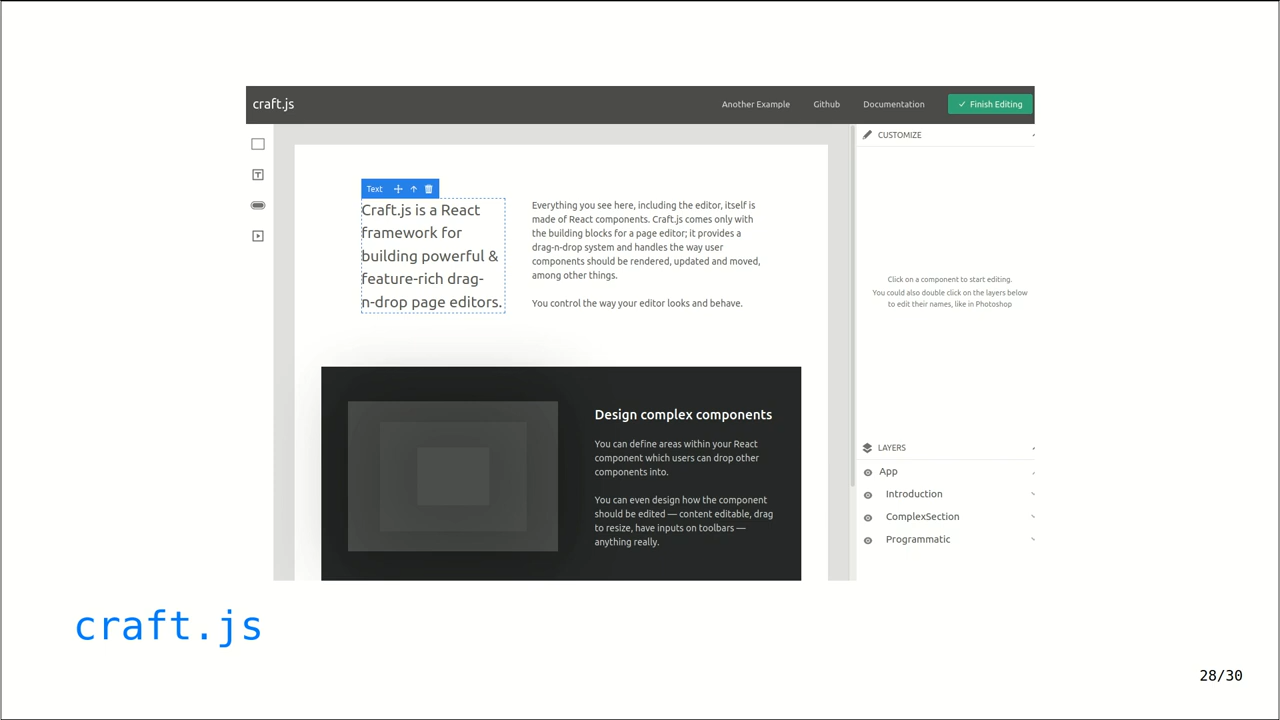 craft.js
Another Example
Github
Documentation
Finish Editing
CUSTOMIZE
Text
Craft.js is a React
framework for
building powerful &
feature-rich drag-
n-drop page editors.
Everything you see here, including the editor, itself is
made of React components. Craft.js comes only with
the building blocks for a page editor; it provides a
drag-n-drop system and handles the way user
components should be rendered, updated and moved,
among other things.
You control the way your editor looks and behave.
Click on a component to start editing.
You could also double click on the layers below
to edit their names, like in Photoshop
Design complex components
You can define areas within your React
component which users can drop other
components into.
You can even design how the component
should be edited — content editable, drag
to resize, have inputs on toolbars —
anything really.
LAYERS
App
Introduction
ComplexSection
Programmatic
craft.js
28/30